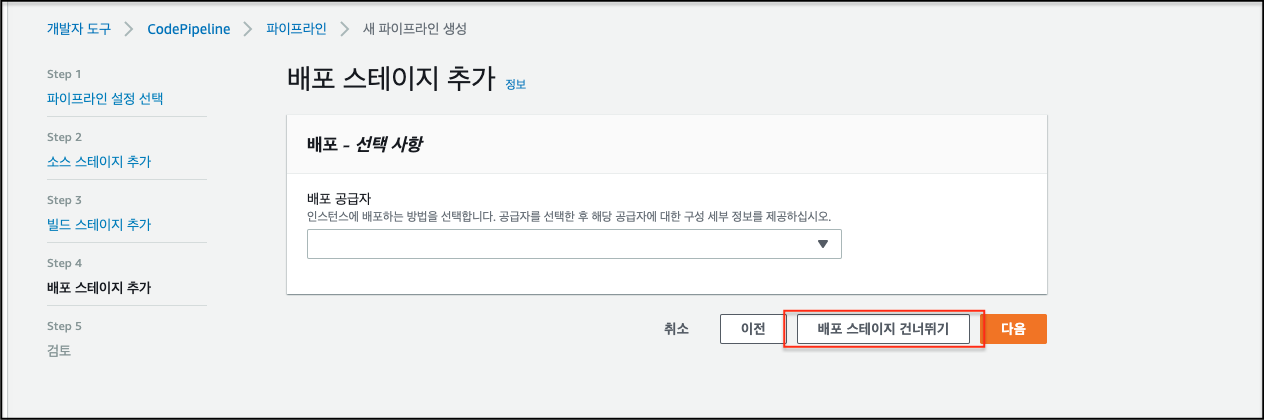 개발자 도구 > CodePipeline > 파이프라인 > 새 파이프라인 생성
Step 1
파이프라인 설정 선택
Step 2
소스 스테이지 추가
Step 3
빌드 스테이지 추가
Step 4
배포 스테이지 추가
Step 5
검토
배포 스테이지 추가 정보
배포 - 선택 사항
배포 공급자
인스턴스에 배포하는 방법을 선택합니다. 공급자를 선택한 후 해당 공급자에 대한 구성 세부 정보를 제공하십시오.
취소 이전 배포 스테이지 건너뛰기 다음